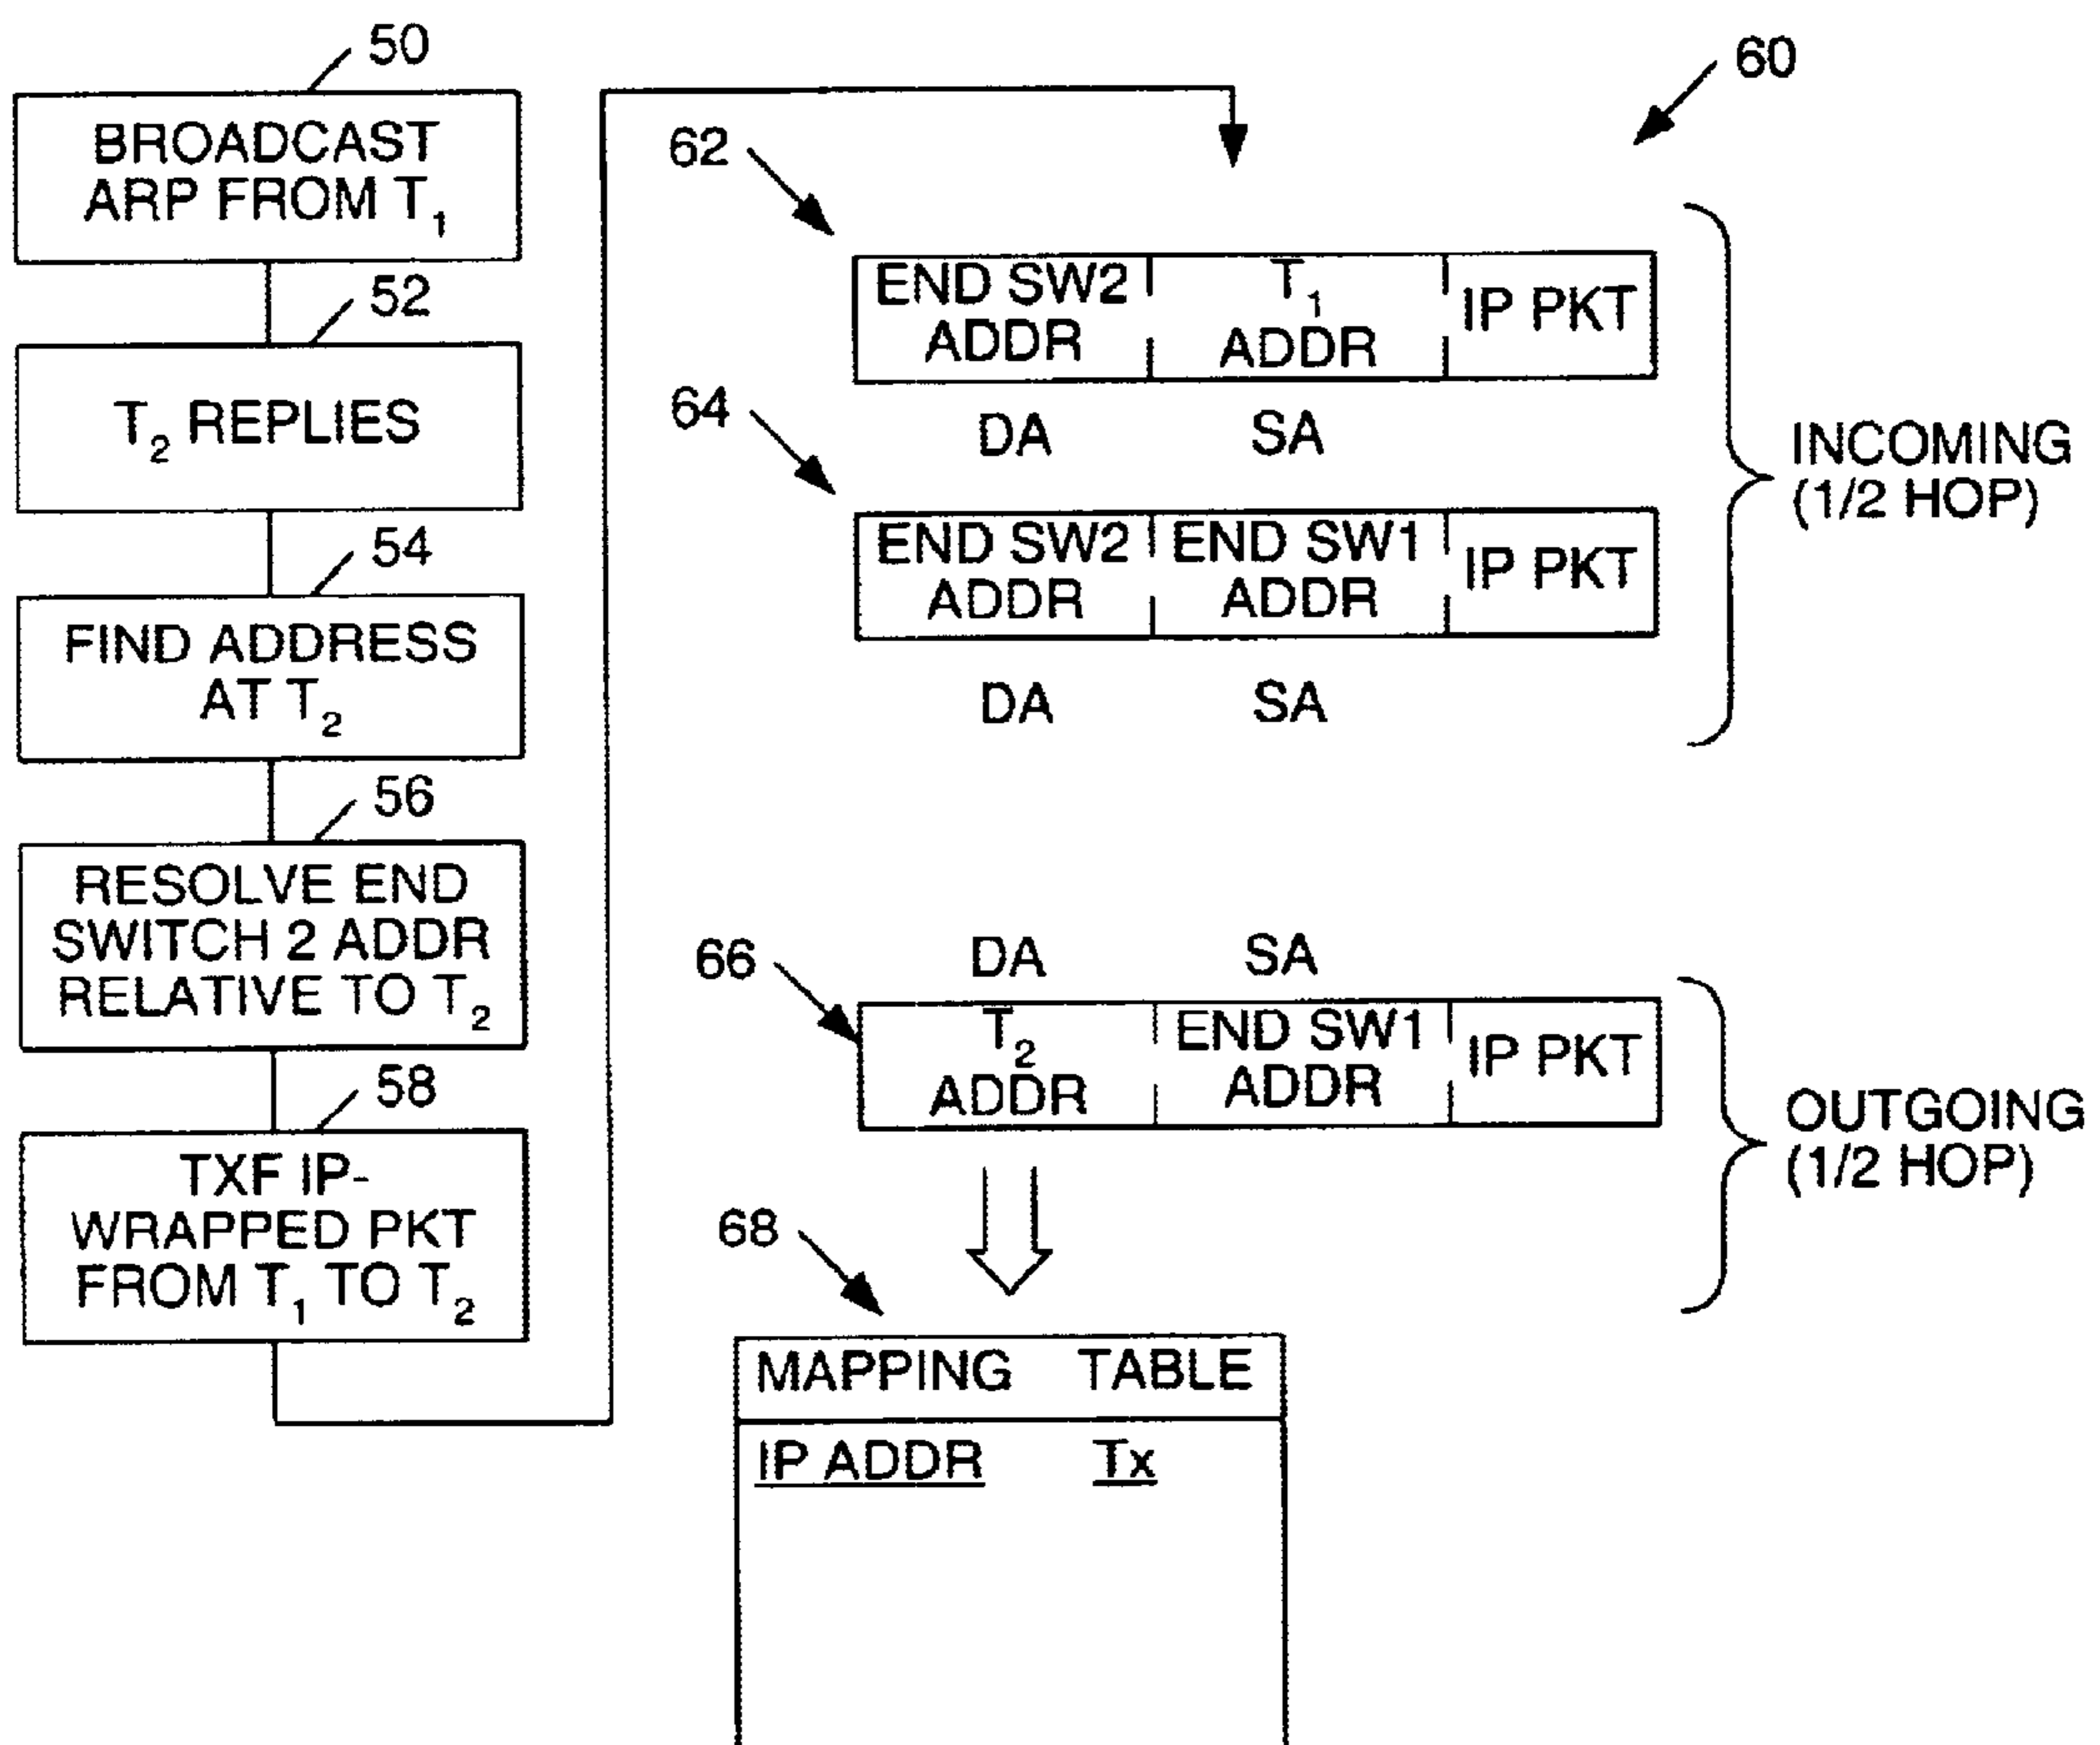 50
BROADCAST
ARP FROM T₁
52
T₂ REPLIES
54
FIND ADDRESS
AT T₂
56
RESOLVE END
SWITCH 2 ADDR
RELATIVE TO T₂
58
TXF IP-
WRAPPED PKT
FROM T₁ TO T₂
60
62
END SW2 ADDR
T₁ ADDR
IP PKT
DA SA
64
END SW2 ADDR
END SW1 ADDR
IP PKT
DA SA
INCOMING
(1/2 HOP)
66
DA SA
T₂ ADDR
END SW1 ADDR
IP PKT
OUTGOING
(1/2 HOP)
68
MAPPING TABLE
IP ADDR Tx